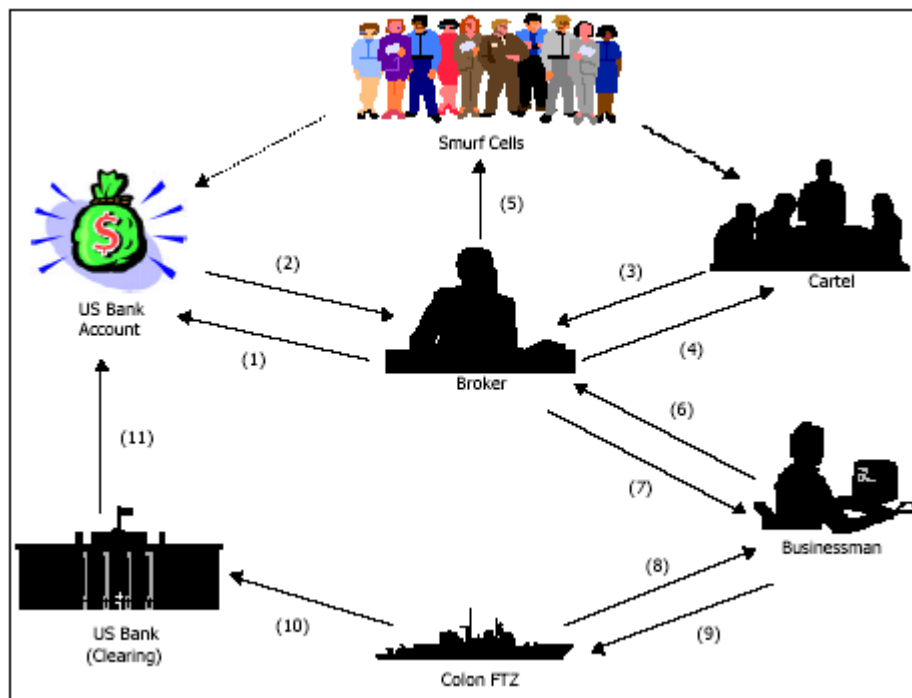 Smurf Cells
(5)
(2)
(3)
Cartel
US Bank
Account
(1)
(4)
Broker
(6)
(11)
(7)
Businessman
(8)
(10)
(9)
US Bank
(Clearing)
Colon FTZ